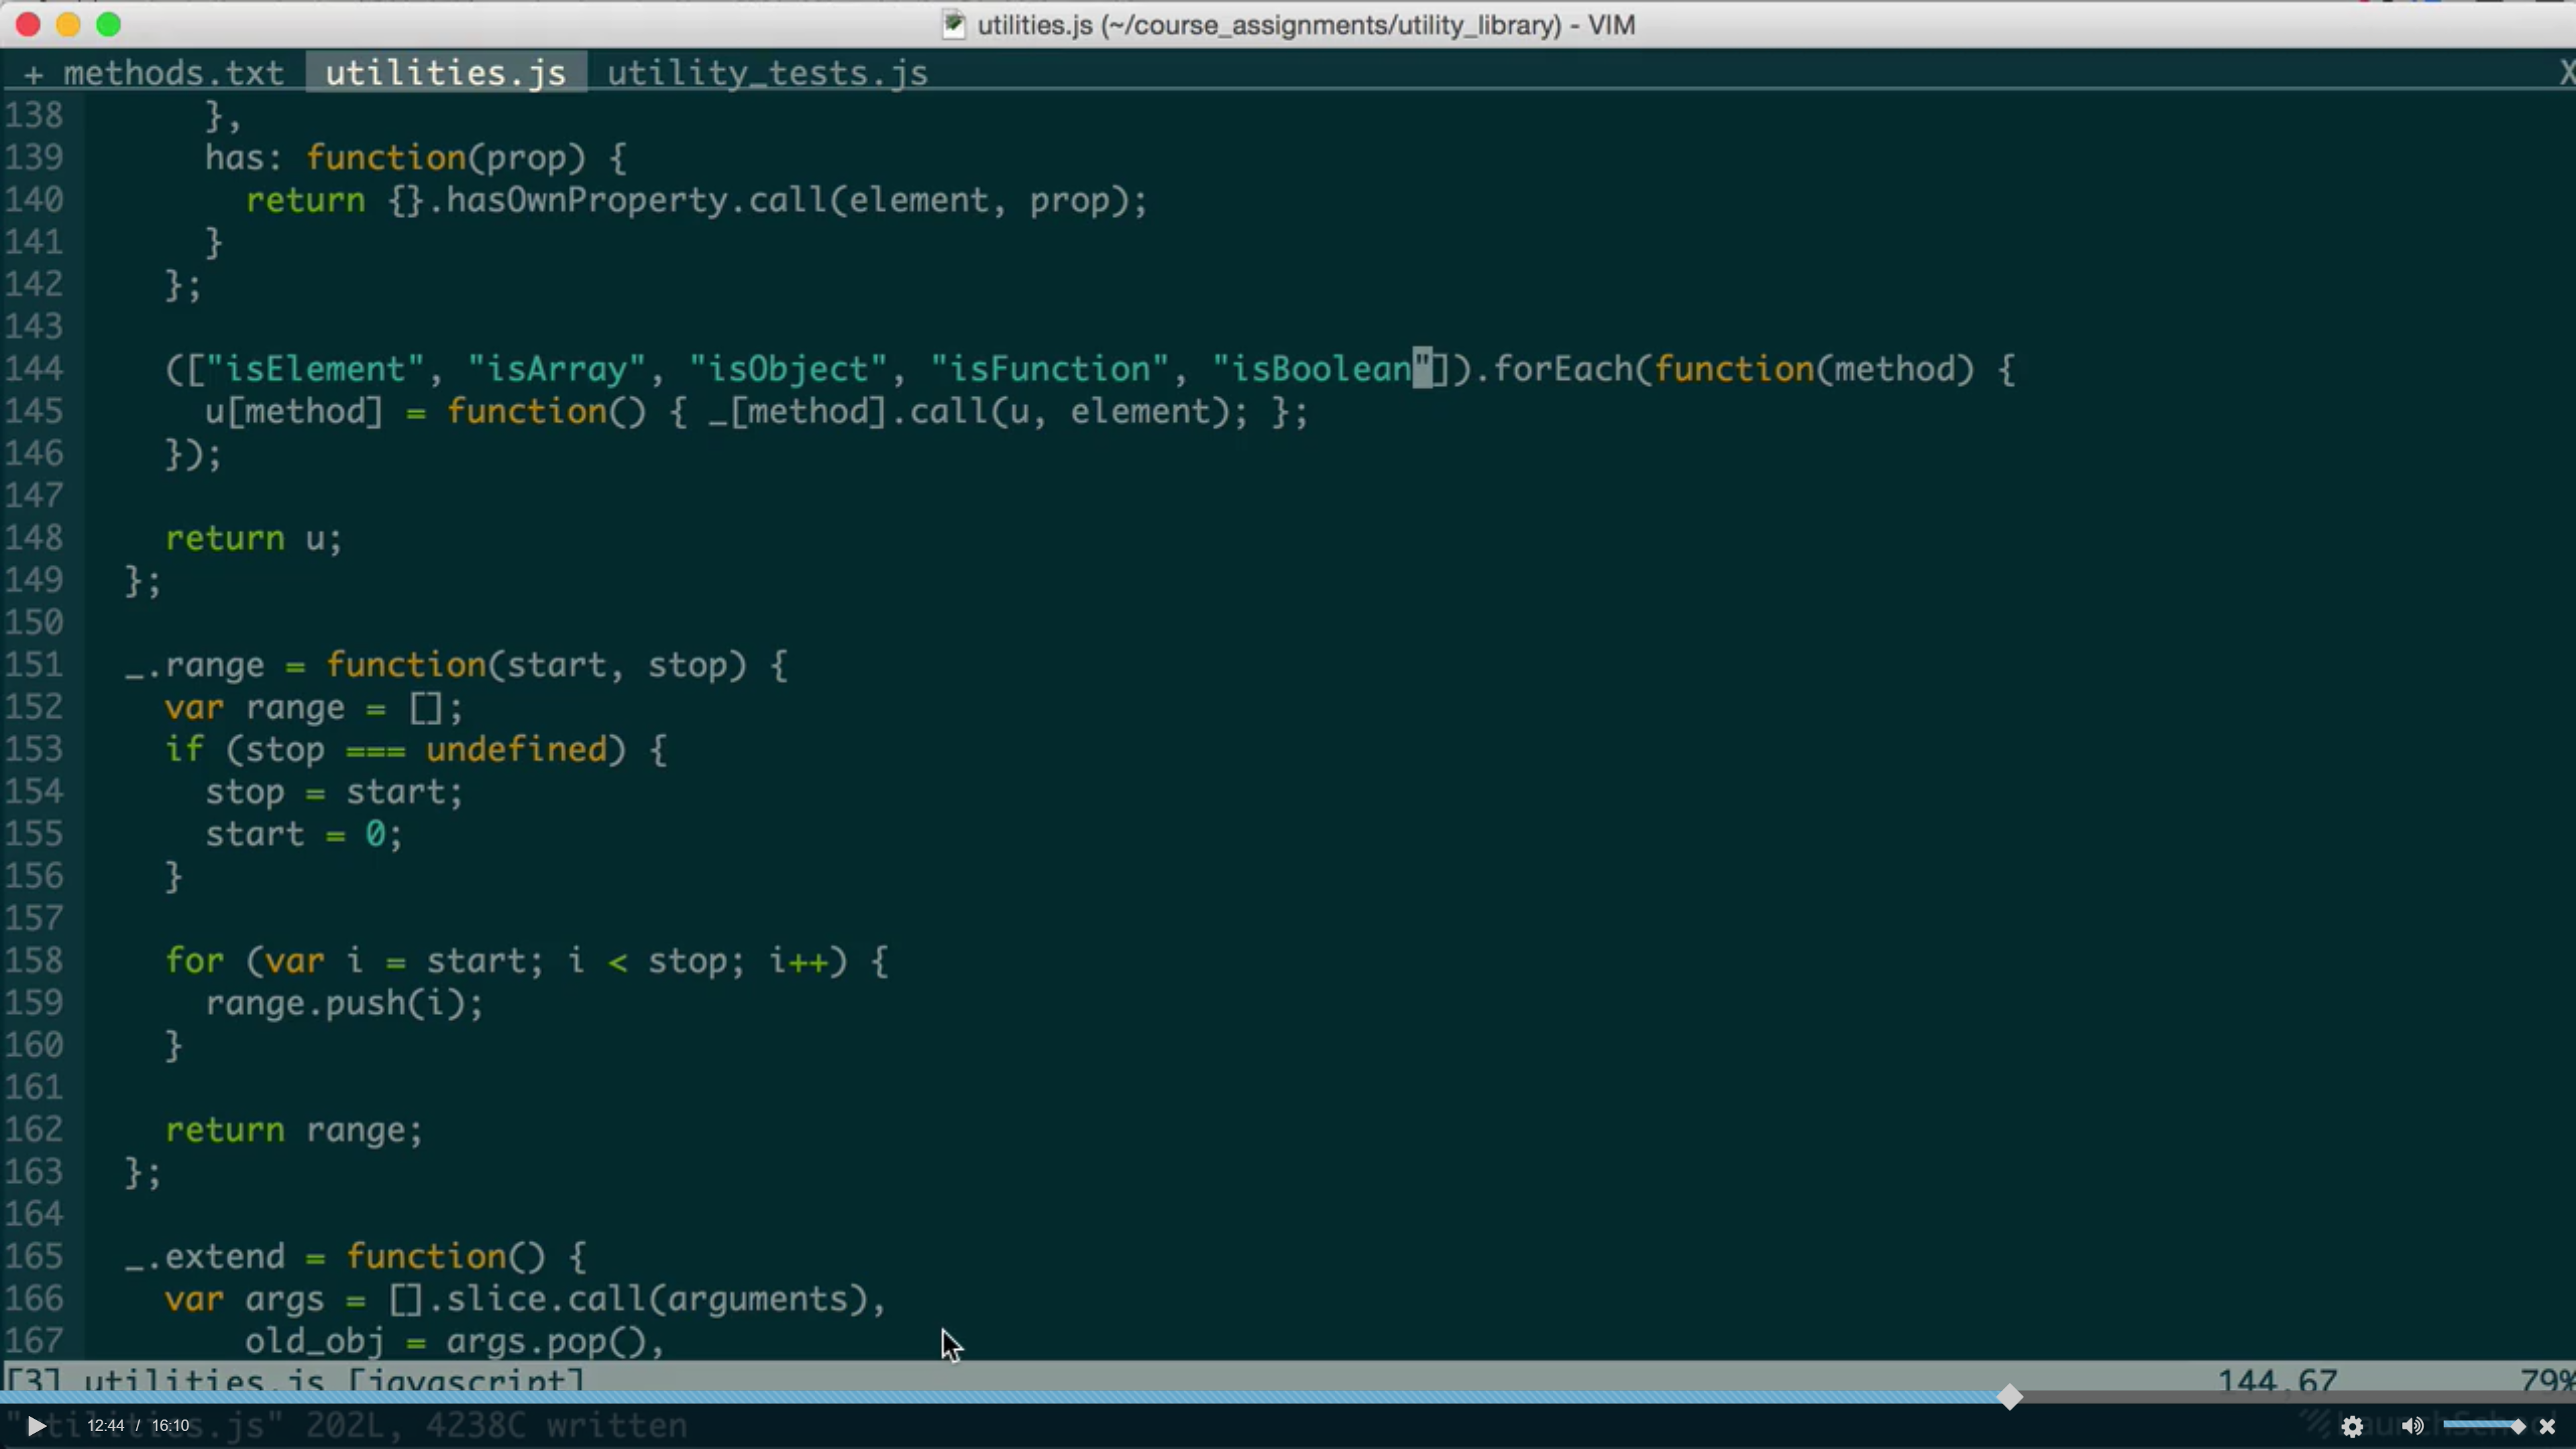 utilities.js (~/course_assignments/utility_library) - VIM
+ methods.txt utilities.js utility_tests.js X
138 },
139 has: function(prop) {
140 return {}.hasOwnProperty.call(element, prop);
141 }
142 };
143
144 (["isElement", "isArray", "isObject", "isFunction", "isBoolean"]).forEach(function(method) {
145 u[method] = function() { _[method].call(u, element); };
146 });
147
148 return u;
149 };
150
151 _.range = function(start, stop) {
152 var range = [];
153 if (stop === undefined) {
154 stop = start;
155 start = 0;
156 }
157
158 for (var i = start; i < stop; i++) {
159 range.push(i);
160 }
161
162 return range;
163 };
164
165 _.extend = function() {
166 var args = [].slice.call(arguments),
167 old_obj = args.pop(),
[3] utilities.js [javascript] 144,67 79%
"utilities.js" 202L, 4238C written
12:44 / 16:10